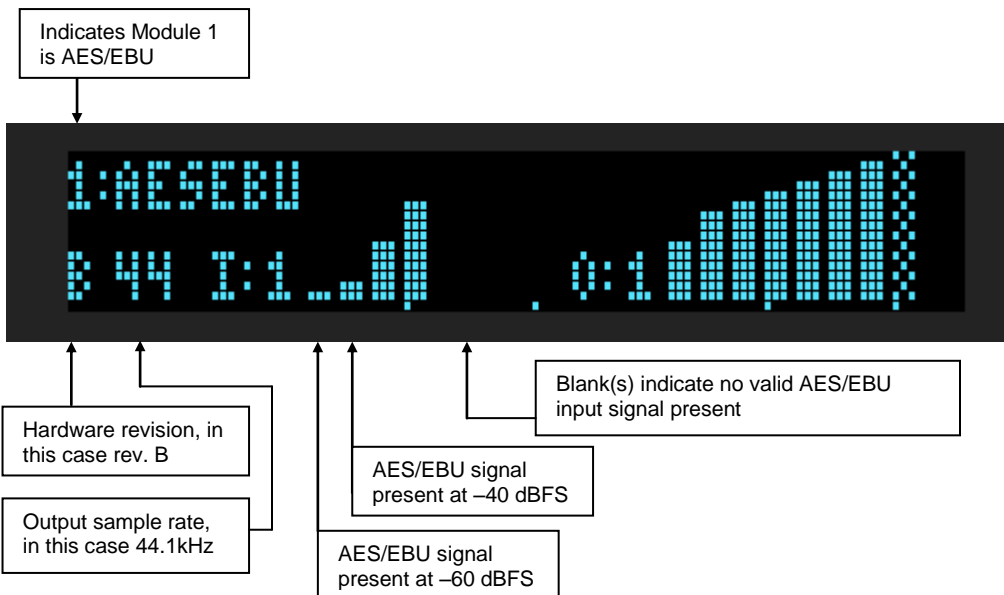 Indicates Module 1
is AES/EBU
1:AESEBU
B 44 I:1 O:1
Blank(s) indicate no valid AES/EBU
input signal present
Hardware revision, in
this case rev. B
AES/EBU signal
present at –40 dBFS
Output sample rate,
in this case 44.1kHz
AES/EBU signal
present at –60 dBFS